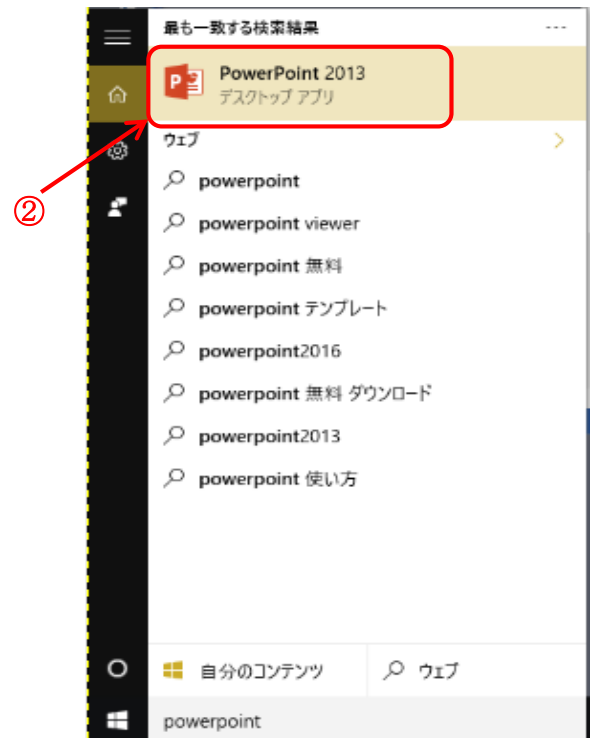 最も一致する検索結果
PowerPoint 2013
デスクトップ アプリ
ウェブ
②
powerpoint
powerpoint viewer
powerpoint 無料
powerpoint テンプレート
powerpoint2016
powerpoint 無料 ダウンロード
powerpoint2013
powerpoint 使い方
自分のコンテンツ
ウェブ
powerpoint